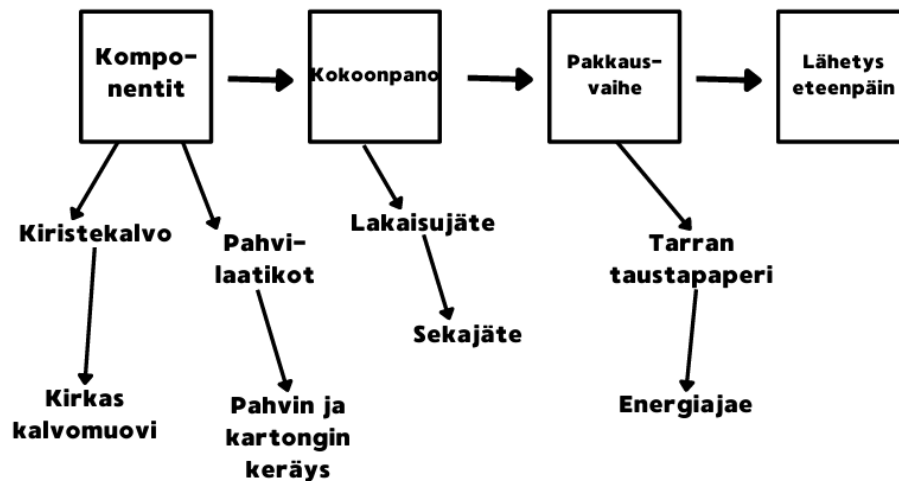 Kompo-
nentit
Kokoonpano
Pakkaus-
vaihe
Lähetys
eteenpäin
Kiristekalvo
Pahvi-
laatikot
Lakaisujäte
Tarran
taustapaperi
Sekajäte
Kirkas
kalvomuovi
Pahvin ja
kartongin
keräys
Energiajae